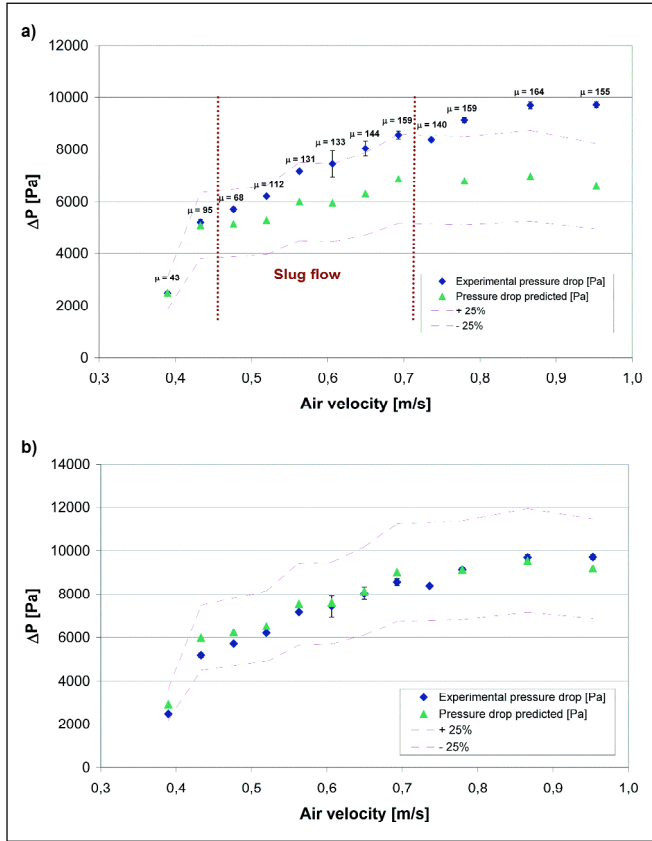 a)
12000
10000
8000
6000
4000
2000
0
ΔP [Pa]
μ = 43
μ = 95
μ = 68
μ = 112
μ = 131
μ = 133
μ = 144
μ = 159
μ = 140
μ = 159
μ = 164
μ = 155
Slug flow
Experimental pressure drop [Pa]
Pressure drop predicted [Pa]
+ 25%
- 25%
0,3 0,4 0,5 0,6 0,7 0,8 0,9 1,0
Air velocity [m/s]
b)
14000
12000
10000
8000
6000
4000
2000
0
ΔP [Pa]
Experimental pressure drop [Pa]
Pressure drop predicted [Pa]
+ 25%
- 25%
0,3 0,4 0,5 0,6 0,7 0,8 0,9 1,0
Air velocity [m/s]